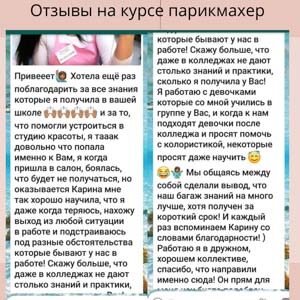 Отзывы на курсе парикмахер
Привееет Хотела ещё раз
поблагодарить за все знания
которые я получила в вашей
школе и за то,
что помогли устроиться в
студию красоты, я тааак
довольно что попала
именно к Вам, я когда
пришла в салон, боялась,
что будет не получаться, но
оказывается Карина мне
так хорошо научила, что я
даже когда теряюсь, нахожу
выход из любой ситуации
в работе и подстраиваюсь
под разные обстоятельства
которые бывают у нас в
работе! Скажу больше, что
даже в колледжах не дают
столько знаний и практики,
которые бывают у нас в
работе! Скажу больше, что
даже в колледжах не дают
столько знаний и практики,
сколько я получила у Вас!
Я работаю с девочками
которые со мной учились в
группе у Вас, и когда к нам
подходят девочки после
колледжа и просят помочь
с колористикой, некоторые
просят даже научить
Мы общаясь между
собой сделали вывод, что
наш багаж знаний на много
лучше, хотя получен за
короткий срок! И каждый
раз вспоминаем Карину со
словами благодарности! )
Работаю я в дружном,
хорошем коллективе,
спасибо, что направили
именно сюда! Он прям для